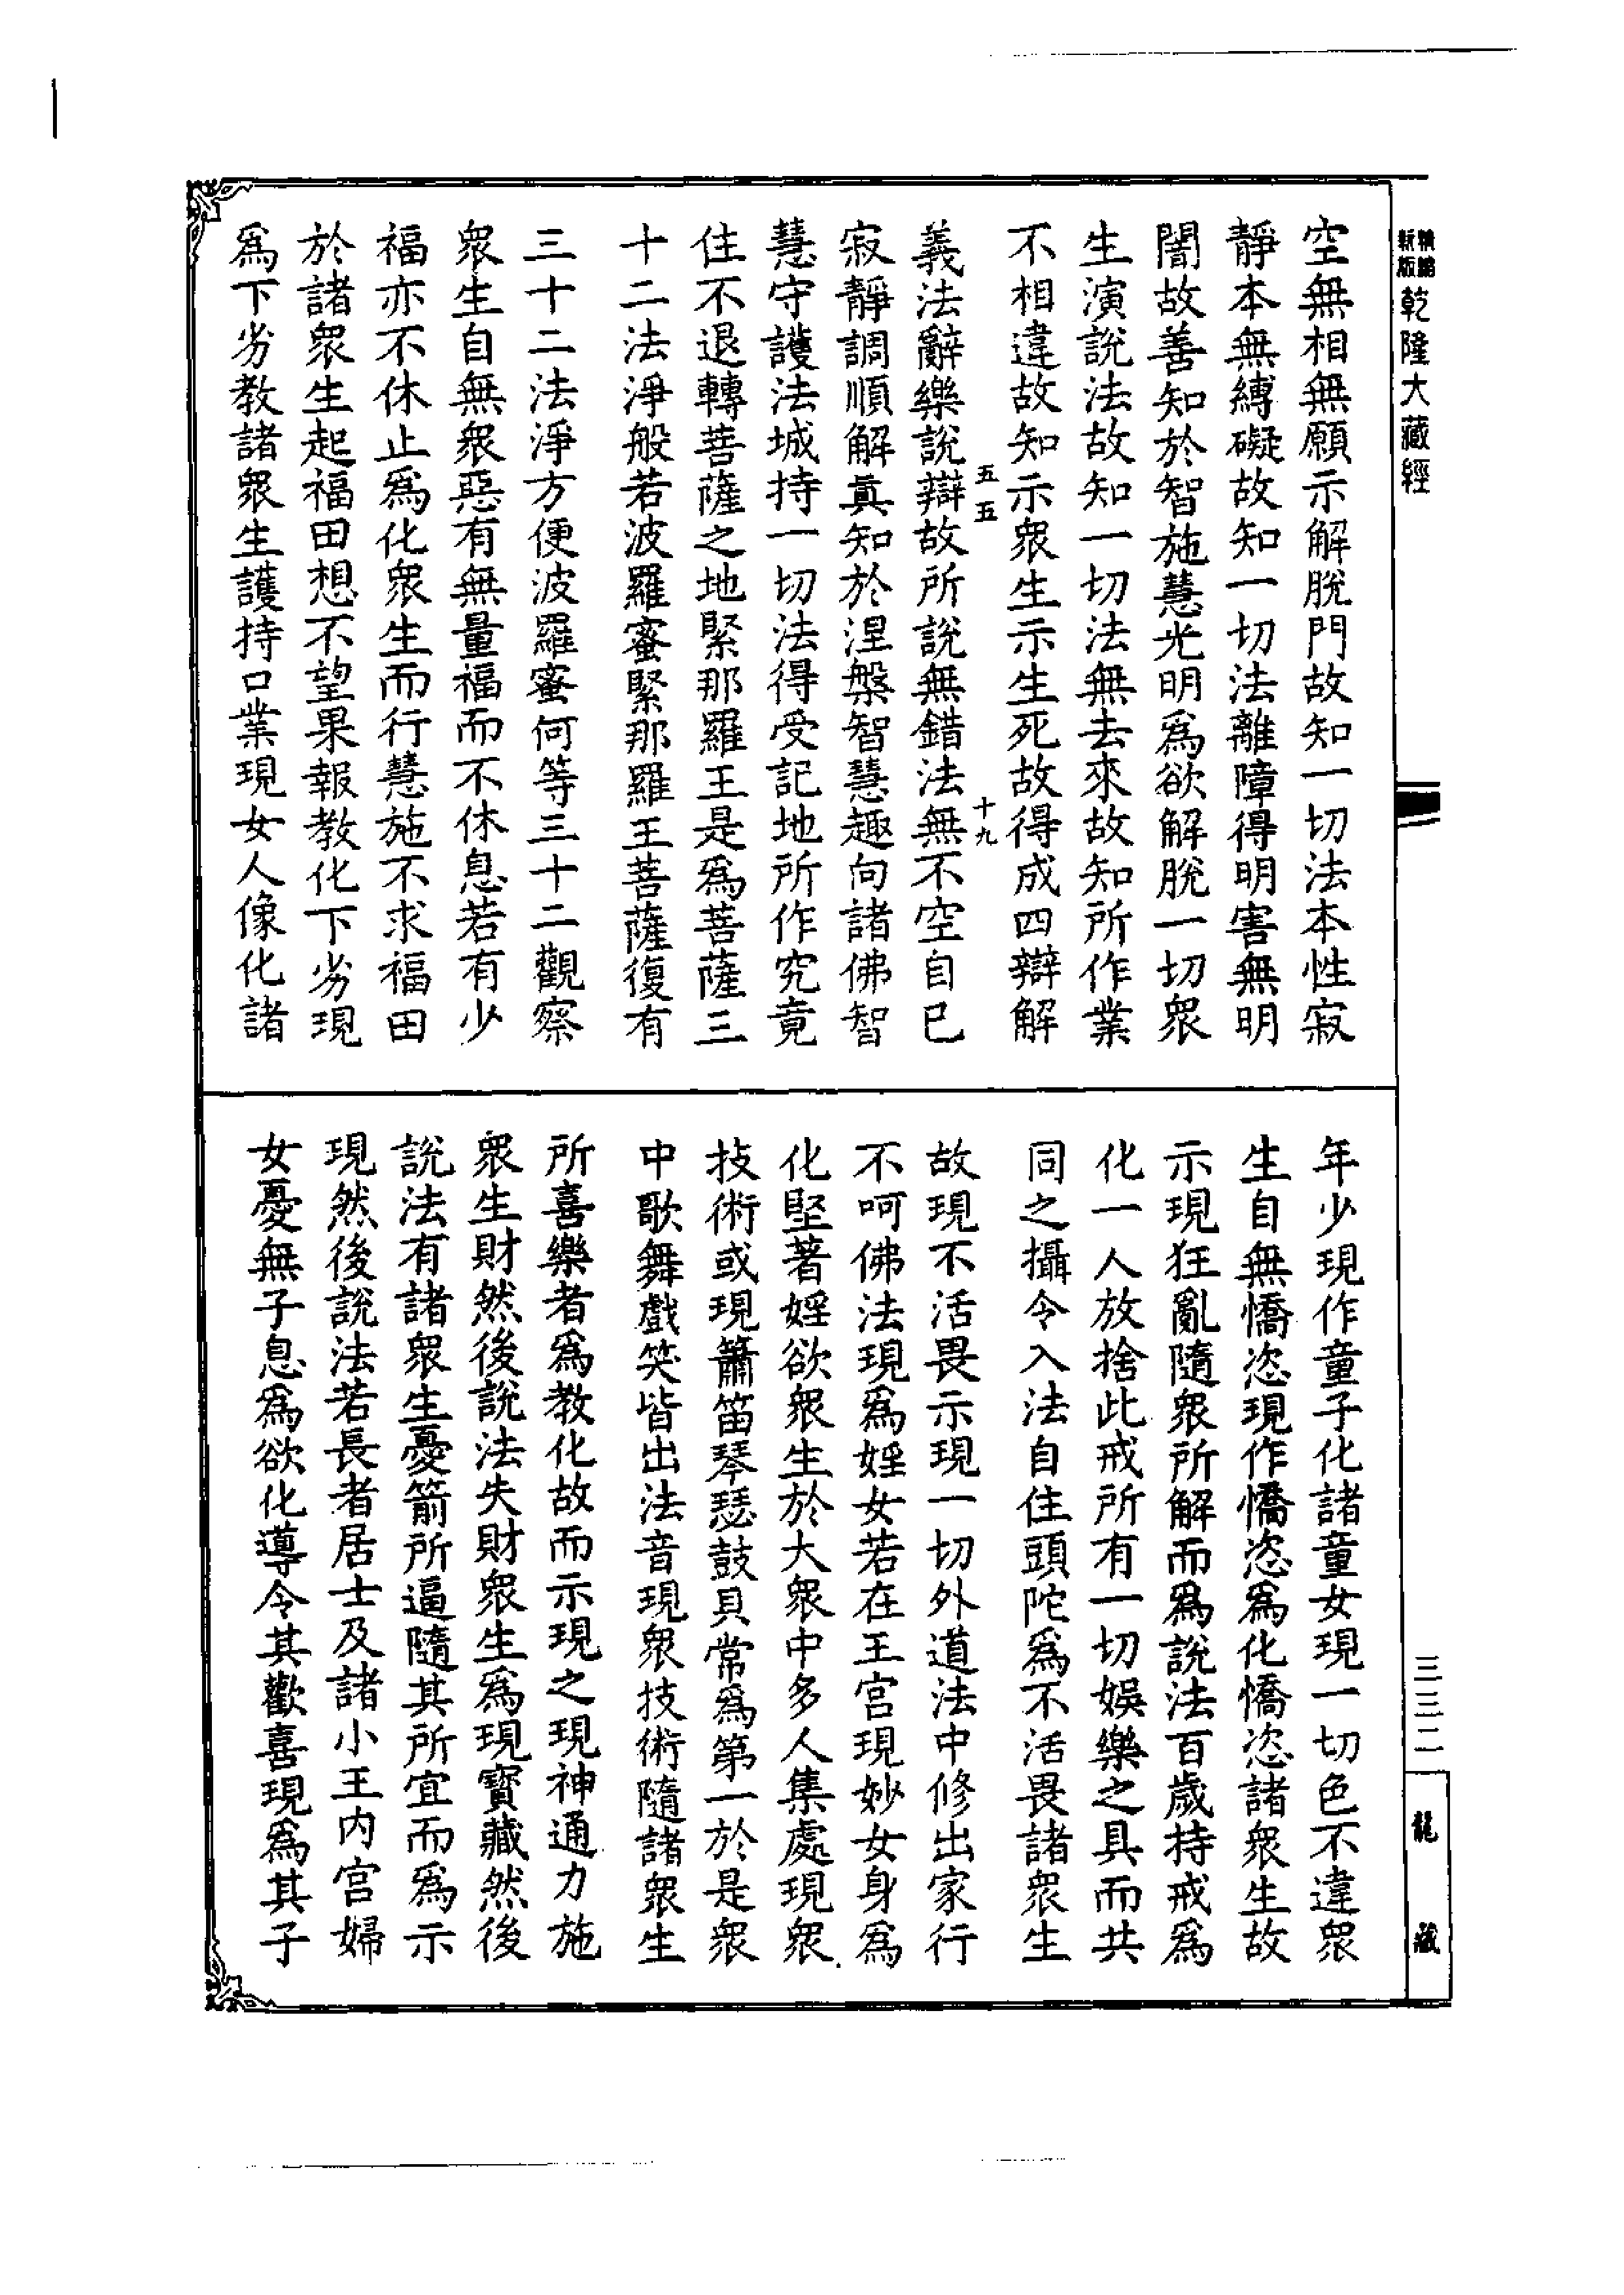 新版精縮乾隆大藏經
空無相無願示解脫門故知一切法本性寂
靜本無縛礙故知一切法離障得明害無明
闇故善知於智施慧光明爲欲解脫一切衆
生演說法故知一切法無去來故知所作業
不相違故知示衆生示生死故得成四辯解
五五
十九
義法辭樂說辯故所說無錯法無不空自已
寂靜調順解眞知於涅槃智慧趣向諸佛智
慧守護法城持一切法得受記地所作究竟
住不退轉菩薩之地緊那羅王是爲菩薩三
十二法淨般若波羅蜜緊那羅王菩薩復有
三十二法淨方便波羅蜜何等三十二觀察
衆生自無衆惡有無量福而不休息若有少
福亦不休止爲化衆生而行慧施不求福田
於諸衆生起福田想不望果報教化下劣現
爲下劣教諸衆生護持口業現女人像化諸
年少現作童子化諸童女現一切色不違衆
生自無憍恣現作憍恣爲化憍恣諸衆生故
示現狂亂隨衆所解而爲說法百歲持戒爲
化一人放捨此戒所有一切娛樂之具而共
同之攝令入法自住頭陀爲不活畏諸衆生
故現不活畏示現一切外道法中修出家行
不呵佛法現爲婬女若在王宮現妙女身爲
化堅著婬欲衆生於大衆中多人集處現衆
技術或現簫笛琴瑟鼓貝常爲第一於是衆
中歌舞戲笑皆出法音現衆技術隨諸衆生
所喜樂者爲教化故而示現之現神通力施
衆生財然後說法失財衆生爲現寶藏然後
說法有諸衆生憂箭所逼隨其所宜而爲示
現然後說法若長者居士及諸小王內宮婦
女憂無子息爲欲化導令其歡喜現爲其子
三三二
龍藏